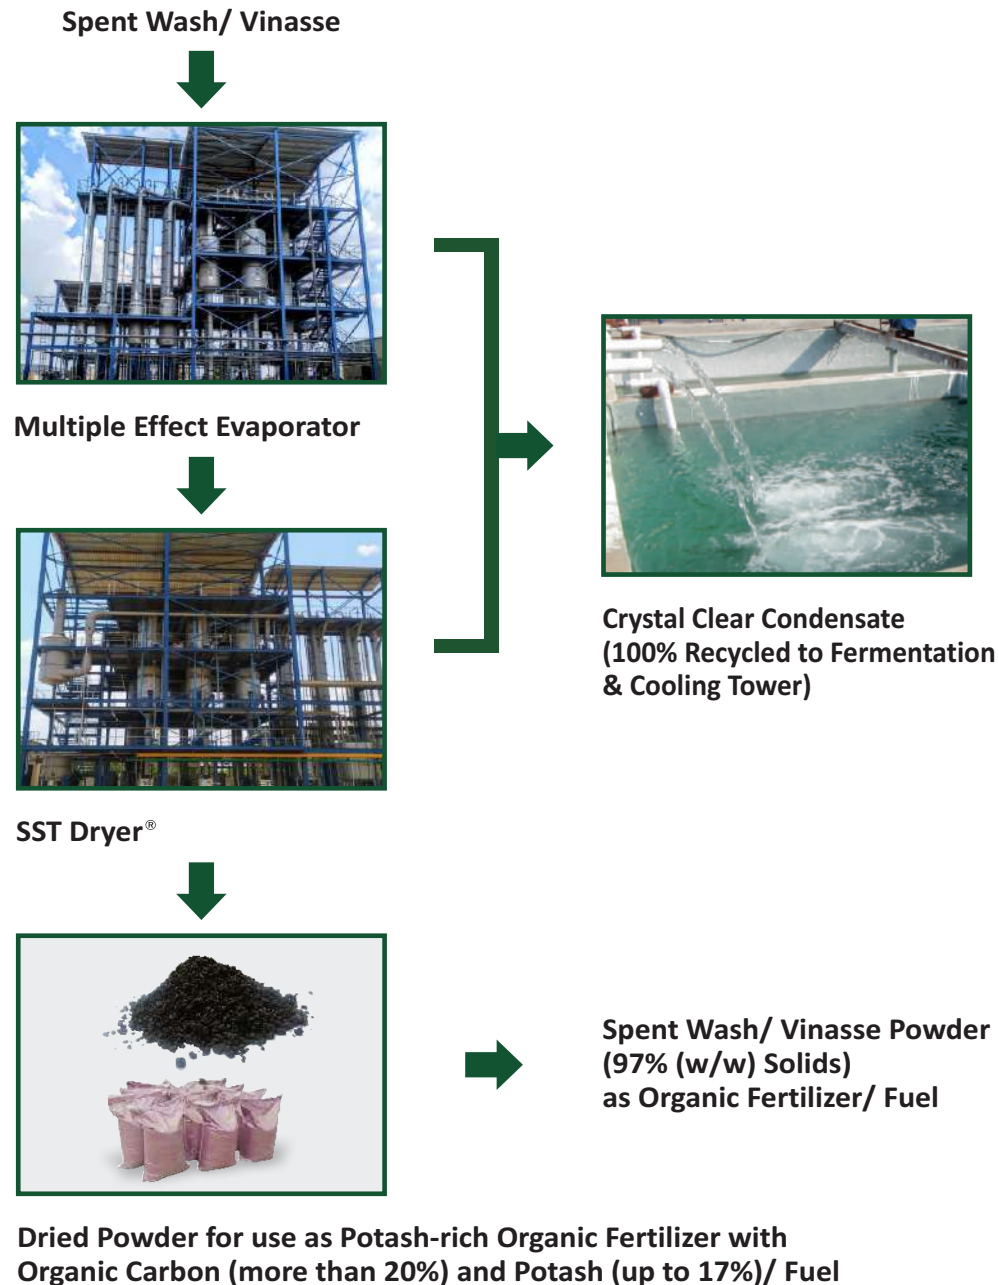 Spent Wash/ Vinasse
Multiple Effect Evaporator
Crystal Clear Condensate
(100% Recycled to Fermentation
& Cooling Tower)
SST Dryer®
Spent Wash/ Vinasse Powder
(97% (w/w) Solids)
as Organic Fertilizer/ Fuel
Dried Powder for use as Potash-rich Organic Fertilizer with
Organic Carbon (more than 20%) and Potash (up to 17%)/ Fuel